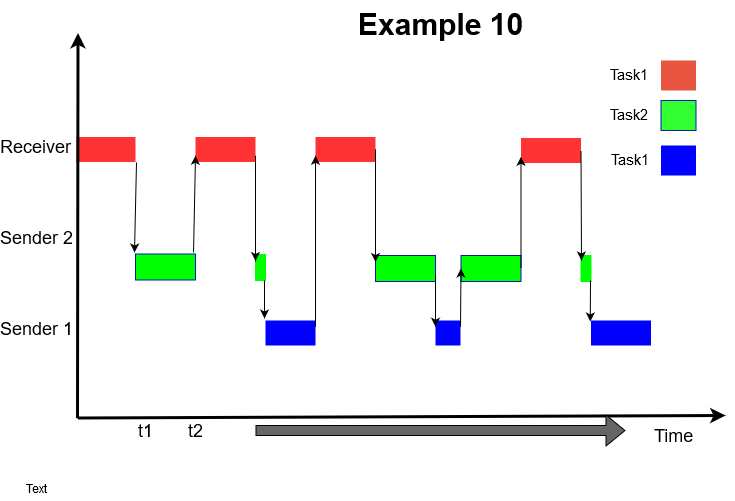 Example 10
Task1
Task2
Task1
Receiver
Sender 2
Sender 1
t1 t2
Time
Text